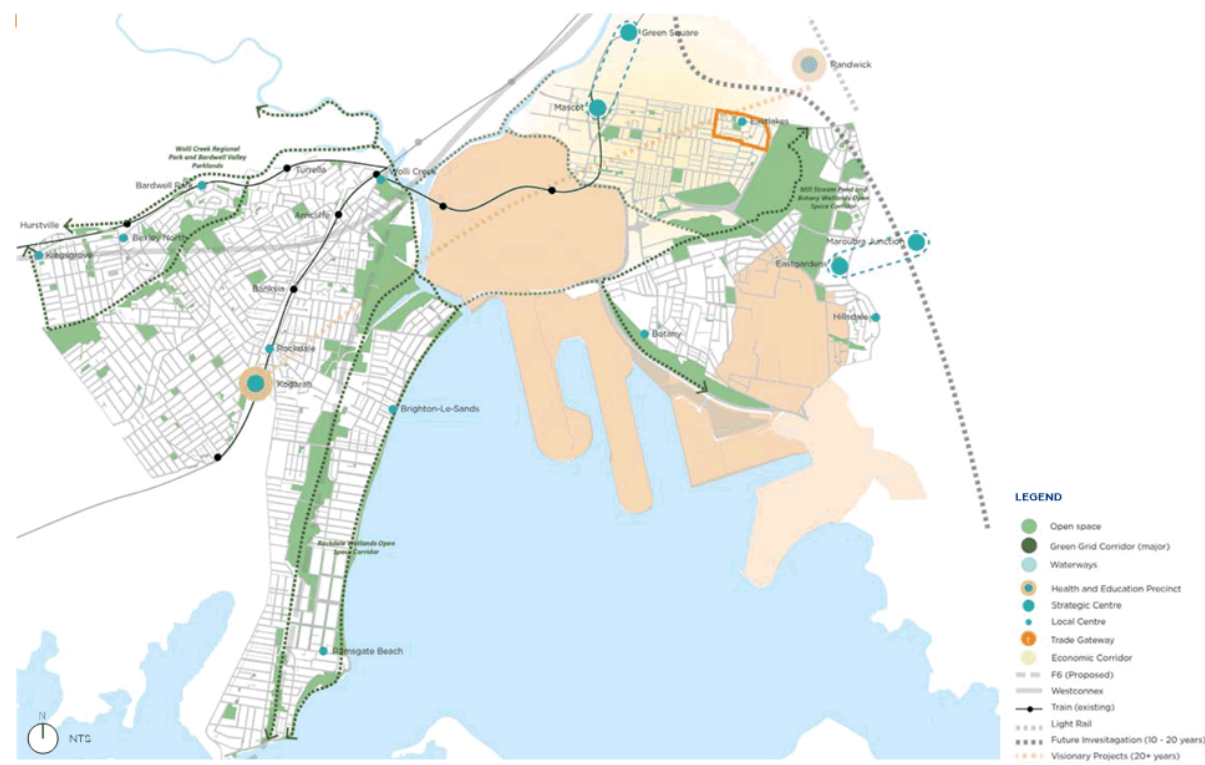 Green Square
Randwick
Mascot
Eastlakes
Wolli Creek Regional
Park and Bardwell Valley
Parklands
Turrella
Wolli Creek
Bardwell Park
Mill Stream Pond and
Botany Wetlands Open
Space Corridor
Arncliffe
Hurstville
Bexley North
Maroubra Junction
Kingsgrove
Eastgardens
Banksia
Hillsdale
Botany
Rockdale
Kogarah
Brighton-Le-Sands
Rockdale Wetlands Open
Space Corridor
Ramsgate Beach
N
NTS
LEGEND
Open space
Green Grid Corridor (major)
Waterways
Health and Education Precinct
Strategic Centre
Local Centre
Trade Gateway
Economic Corridor
F6 (Proposed)
Westconnex
Train (existing)
Light Rail
Future Invesitagation (10 - 20 years)
Visionary Projects (20+ years)